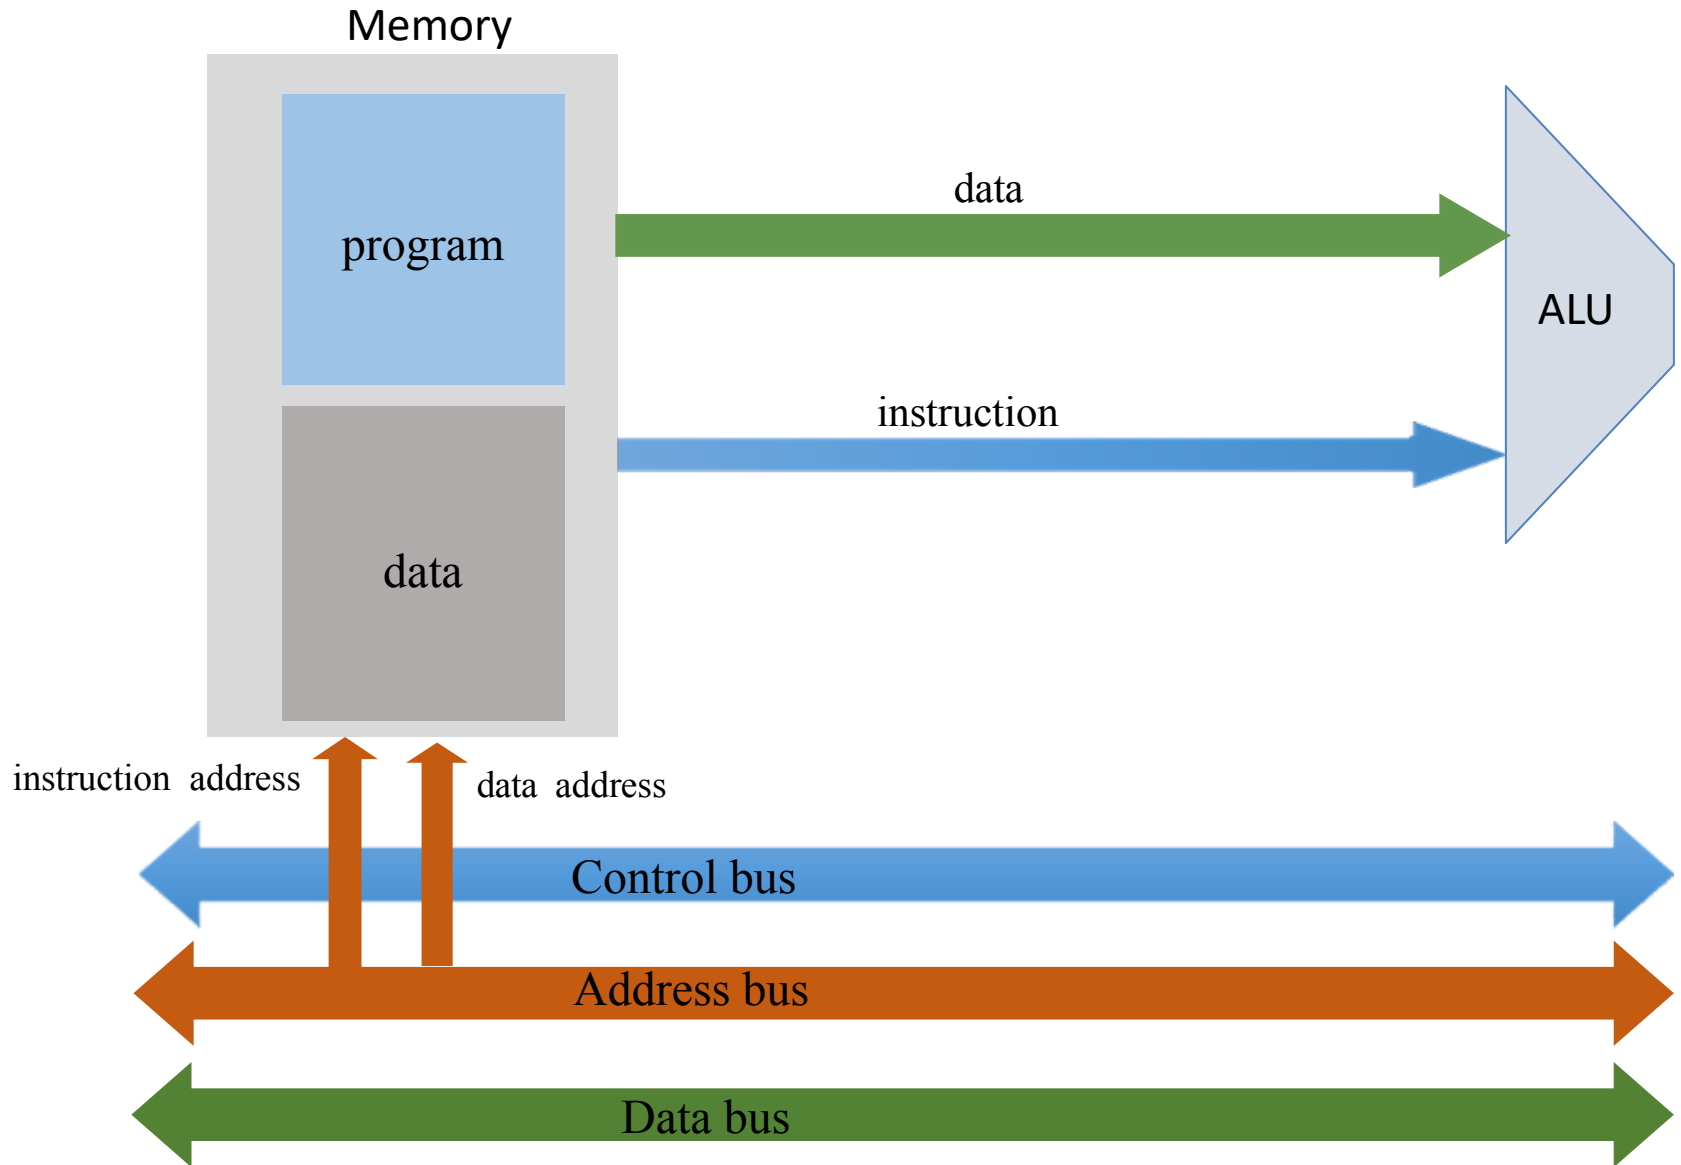 Memory
program
data
data
instruction
ALU
instruction address
data address
Control bus
Address bus
Data bus